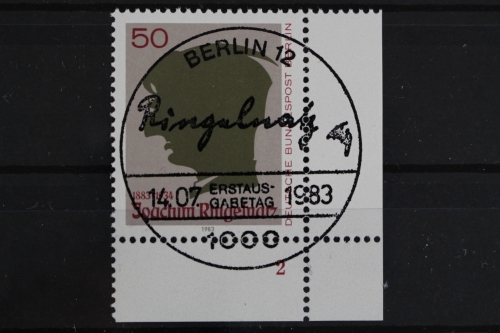 50
BERLIN 12
Ringelnatz
DEUTSCHE BUNDESPOST BERLIN
14.07 ERSTAUS-GABETAG 1983
1883-1934
Joachim Ringelnatz
1983
1000
2